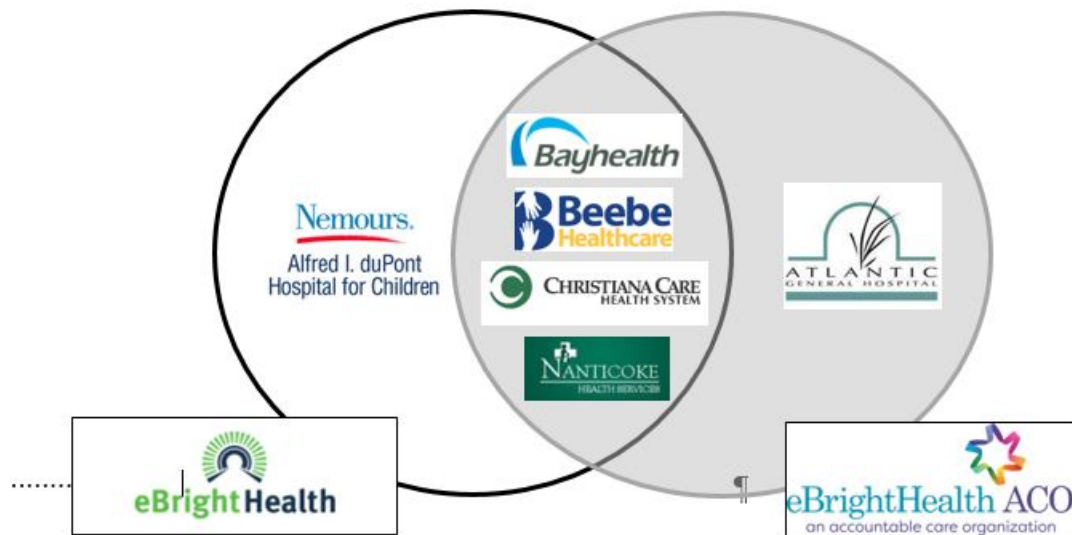 Bayhealth
Nemours.
Alfred I. duPont
Hospital for Children
Beebe
Healthcare
CHRISTIANA CARE
HEALTH SYSTEM
NANTICOKE
HEALTH SERVICES
ATLANTIC
GENERAL HOSPITAL
eBrightHealth
¶
eBrightHealth ACO
an accountable care organization